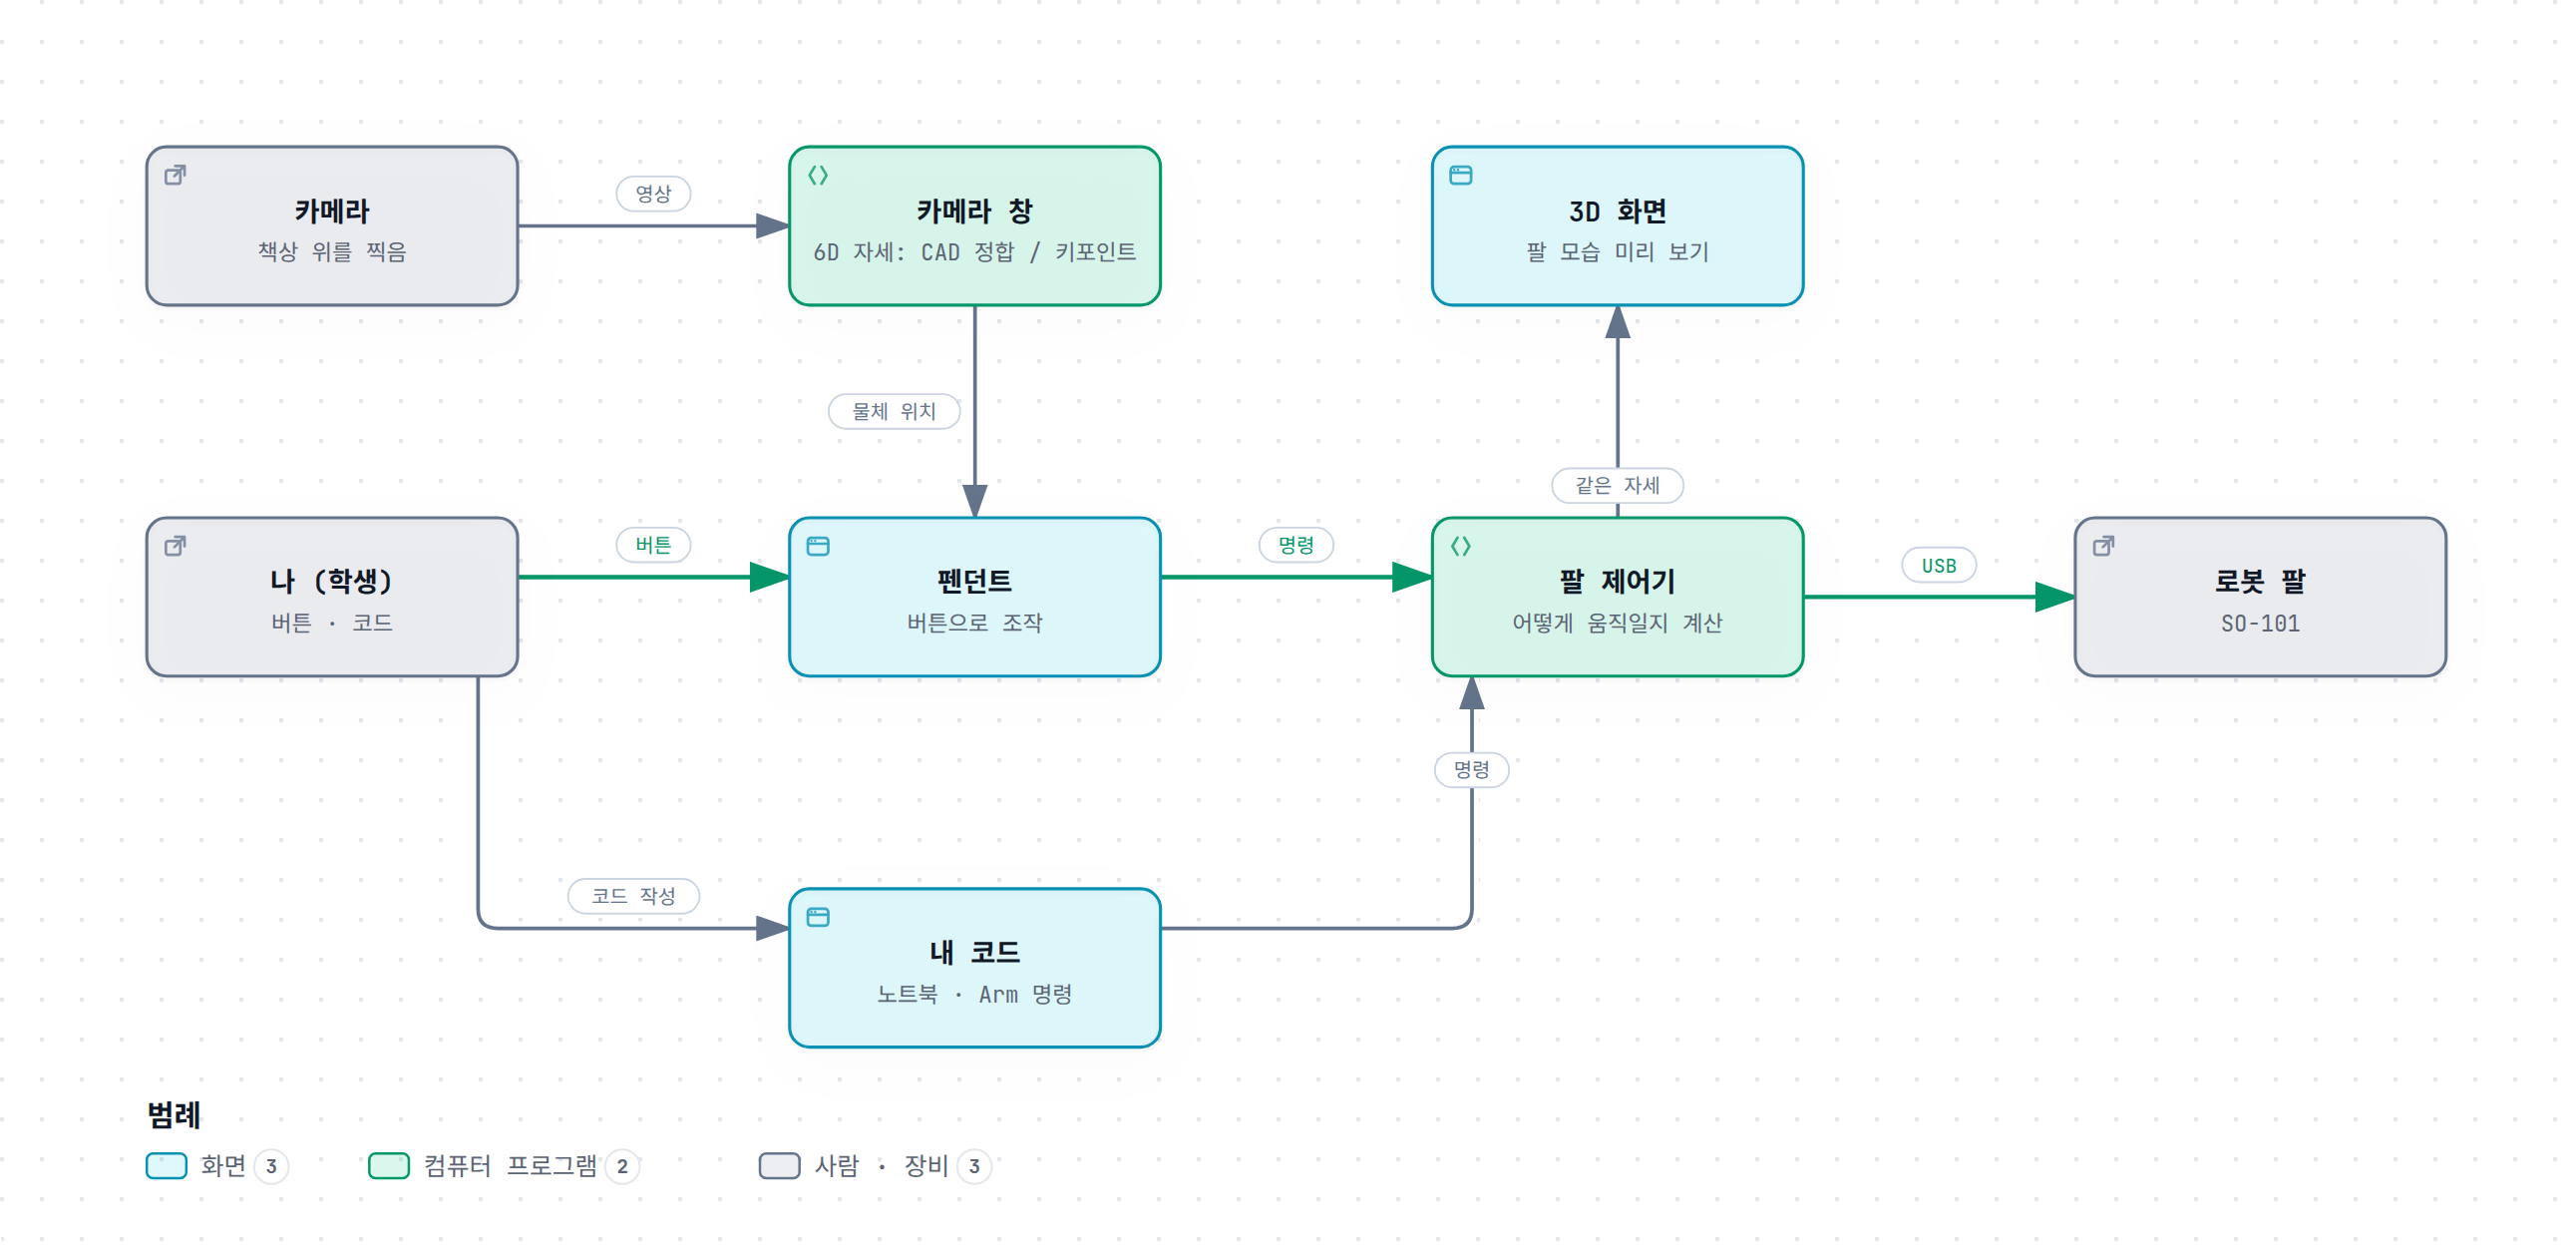 카메라
책상 위를 찍음
영상
카메라 창
6D 자세: CAD 정합 / 키포인트
3D 화면
팔 모습 미리 보기
물체 위치
같은 자세
나 (학생)
버튼 · 코드
버튼
펜던트
버튼으로 조작
명령
팔 제어기
어떻게 움직일지 계산
USB
로봇 팔
SO-101
명령
코드 작성
내 코드
노트북 · Arm 명령
범례
화면 3
컴퓨터 프로그램 2
사람 · 장비 3